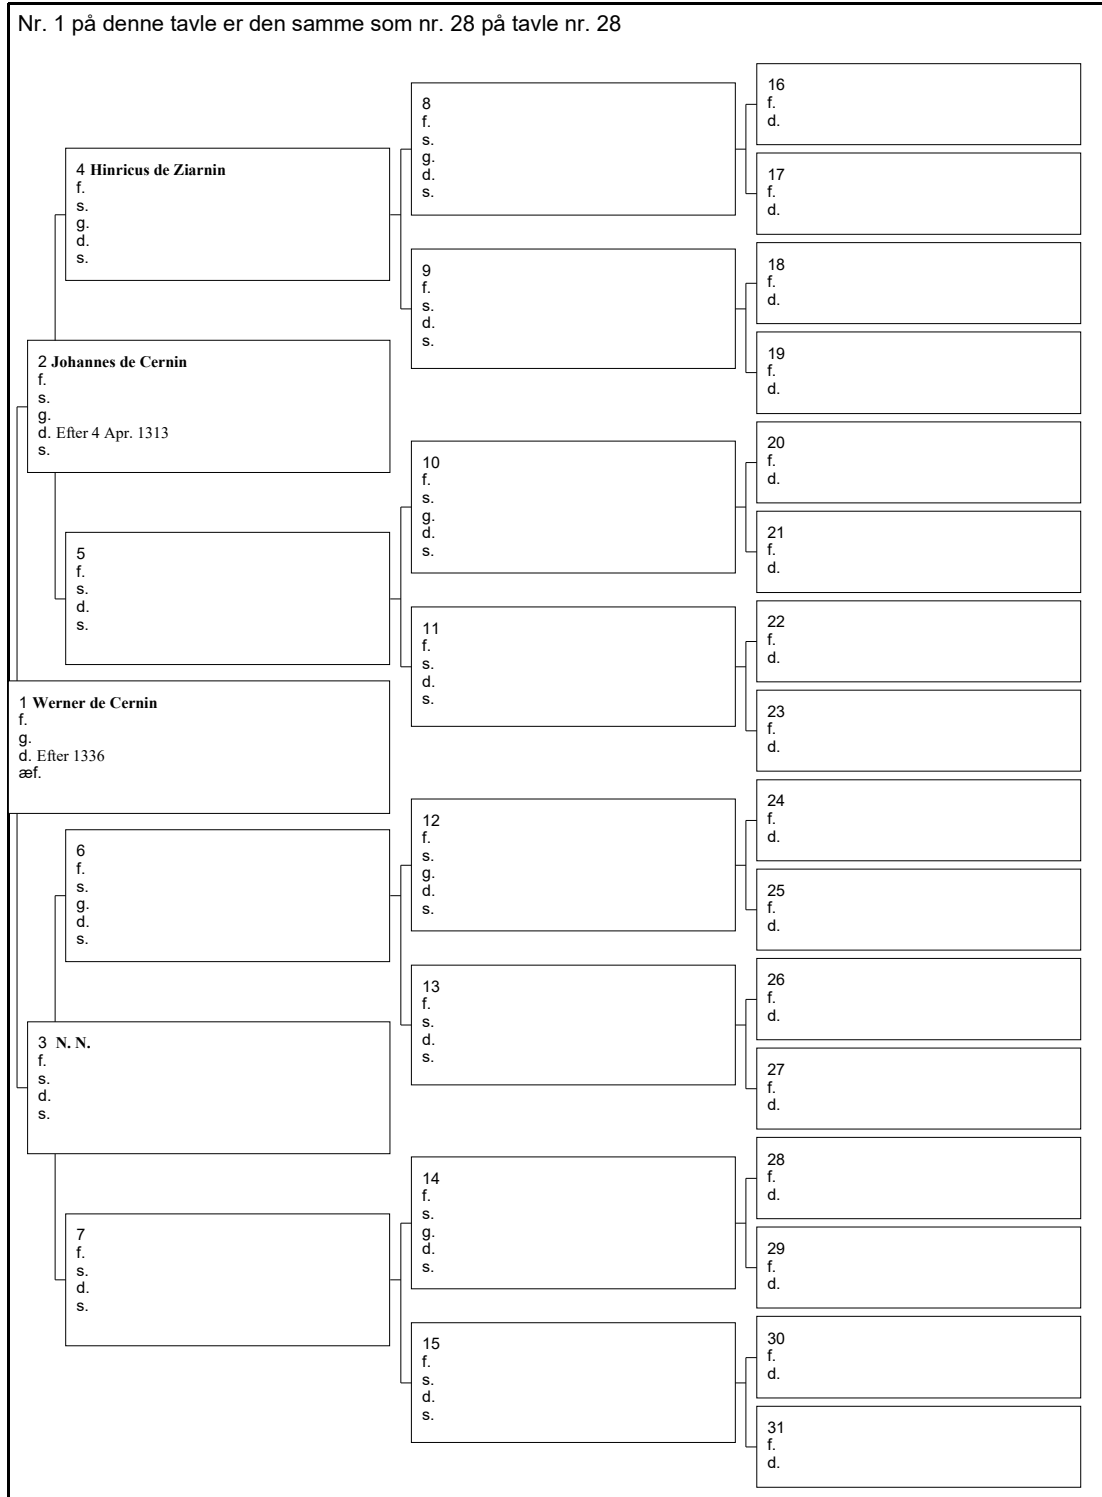 Nr. 1 på denne tavle er den samme som nr. 28 på tavle nr. 28
16
f.
d.
8
f.
s.
g.
d.
s.
17
f.
d.
4 Hinricus de Ziarnin
f.
s.
g.
d.
s.
18
f.
d.
9
f.
s.
d.
s.
19
f.
d.
2 Johannes de Cernin
f.
s.
g.
d. Efter 4 Apr. 1313
s.
20
f.
d.
10
f.
s.
g.
d.
s.
21
f.
d.
5
f.
s.
d.
s.
22
f.
d.
11
f.
s.
d.
s.
23
f.
d.
1 Werner de Cernin
f.
g.
d. Efter 1336
æf.
24
f.
d.
12
f.
s.
g.
d.
s.
25
f.
d.
6
f.
s.
g.
d.
s.
26
f.
d.
13
f.
s.
d.
s.
27
f.
d.
3 N. N.
f.
s.
d.
s.
28
f.
d.
14
f.
s.
g.
d.
s.
29
f.
d.
7
f.
s.
d.
s.
30
f.
d.
15
f.
s.
d.
s.
31
f.
d.